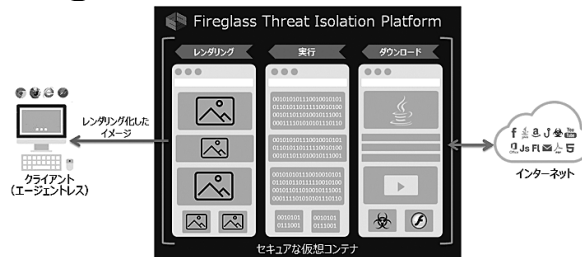 Fireglass Threat Isolation Platform
レンダリング
実行
ダウンロード
レンダリング化した
イメージ
クライアント
（エージェントレス）
インターネット
セキュアな仮想コンテナ